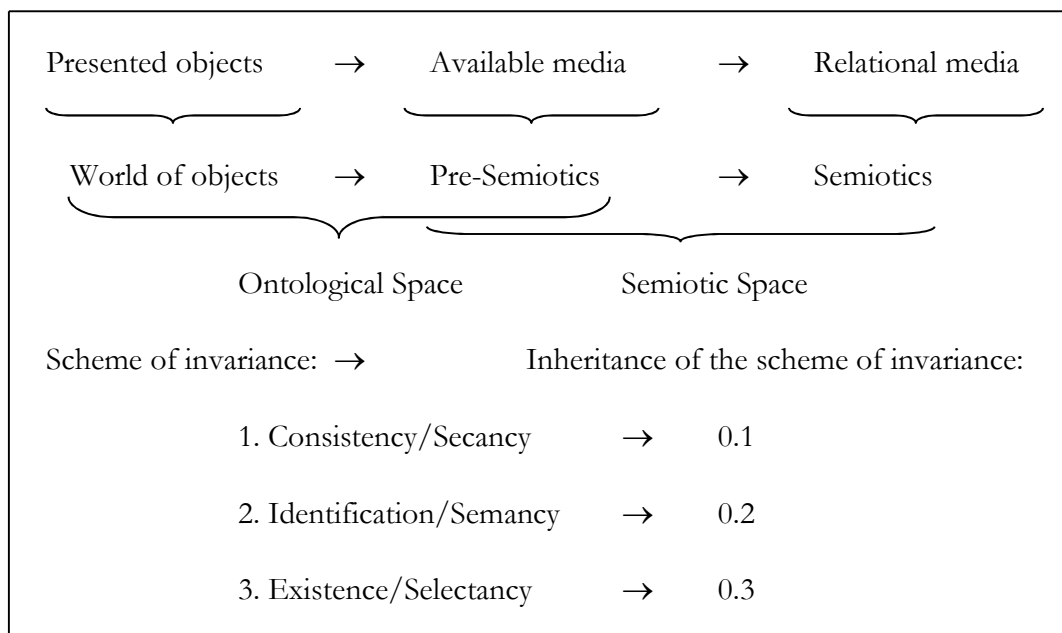 Presented objects → Available media → Relational media
World of objects → Pre-Semiotics → Semiotics
Ontological Space Semiotic Space
Scheme of invariance: → Inheritance of the scheme of invariance:
1. Consistency/Secancy → 0.1
2. Identification/Semancy → 0.2
3. Existence/Selectancy → 0.3